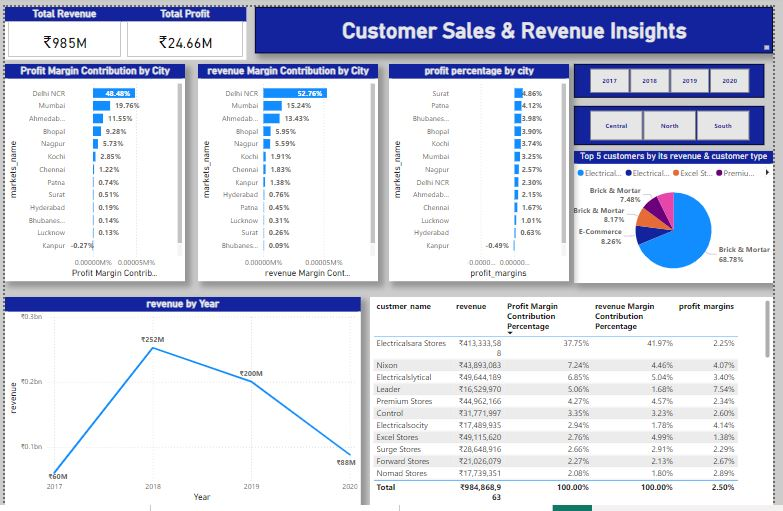 Total Revenue
Total Profit
₹985M
₹24.66M
Customer Sales & Revenue Insights
Profit Margin Contribution by City
markets_name
Delhi NCR 48.48%
Mumbai 19.76%
Ahmedab... 11.55%
Bhopal 9.28%
Nagpur 5.73%
Kochi 2.85%
Chennai 1.22%
Patna 0.74%
Surat 0.51%
Hyderabad 0.19%
Bhubanes... 0.14%
Lucknow 0.13%
Kanpur -0.27%
0.00000M% 0.00005M%
Profit Margin Contrib...
revenue Margin Contribution by City
markets_name
Delhi NCR 52.76%
Mumbai 15.24%
Ahmedab... 13.43%
Bhopal 5.95%
Nagpur 5.59%
Kochi 1.91%
Chennai 1.83%
Kanpur 1.38%
Hyderabad 0.76%
Patna 0.45%
Lucknow 0.31%
Surat 0.26%
Bhubanes... 0.09%
0.00000M% 0.00005M%
revenue Margin Cont...
profit percentage by city
markets_name
Surat 4.86%
Patna 4.12%
Bhubanes... 3.98%
Bhopal 3.90%
Kochi 3.74%
Mumbai 3.25%
Nagpur 2.57%
Delhi NCR 2.30%
Ahmedab... 2.15%
Chennai 1.67%
Lucknow 1.01%
Hyderabad 0.63%
Kanpur -0.49%
0.0000... 0.0000...
profit_margins
2017 2018 2019 2020
Central North South
Top 5 customers by its revenue & customer type
Electrical... Electrical... Excel St... Premiu...
Brick & Mortar
7.48%
Brick & Mortar
8.17%
E-Commerce
8.26%
Brick & Mortar
68.78%
revenue by Year
revenue
₹0.3bn
₹0.2bn
₹0.1bn
₹60M
₹252M
₹200M
₹88M
2017 2018 2019 2020
Year
custmer_name revenue Profit Margin Contribution Percentage revenue Margin Contribution Percentage profit_margins
Electricalsara Stores ₹413,333,588 37.75% 41.97% 2.25%
Nixon ₹43,893,083 7.24% 4.46% 4.07%
Electricalslytical ₹49,644,189 6.85% 5.04% 3.40%
Leader ₹16,529,970 5.06% 1.68% 7.54%
Premium Stores ₹44,962,166 4.27% 4.57% 2.34%
Control ₹31,771,997 3.35% 3.23% 2.60%
Electricalsocity ₹17,489,935 2.94% 1.78% 4.14%
Excel Stores ₹49,115,620 2.76% 4.99% 1.38%
Surge Stores ₹28,648,916 2.66% 2.91% 2.29%
Forward Stores ₹21,026,079 2.27% 2.13% 2.67%
Nomad Stores ₹17,739,351 2.08% 1.80% 2.89%
Total ₹984,868,963 100.00% 100.00% 2.50%